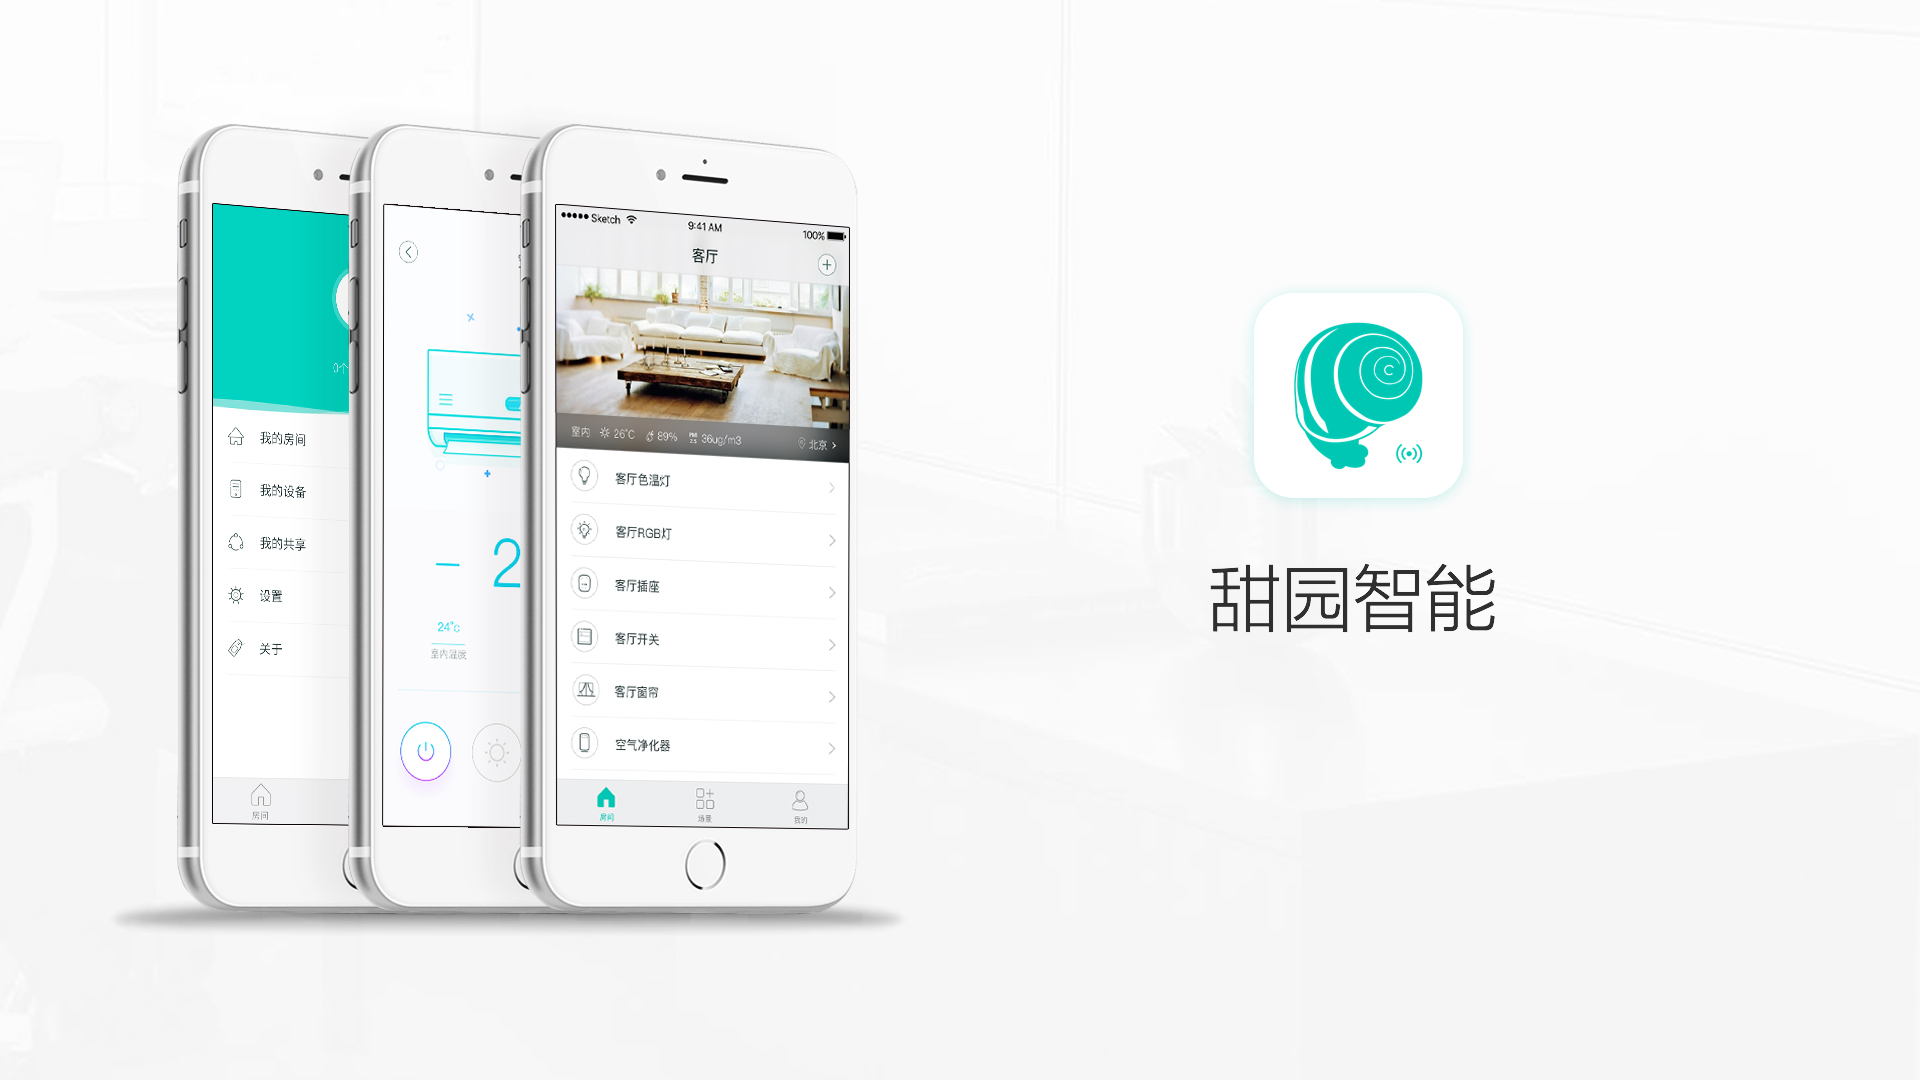 我的房间
我的设备
我的共享
设置
关于
房间
2
24°c
室内温度
Sketch
9:41 AM
100%
客厅
室内 26°C 89% PM 2.5 36ug/m3 北京
客厅色温灯
客厅RGB灯
客厅插座
客厅开关
客厅窗帘
空气净化器
房间 场景 我的
C
甜园智能